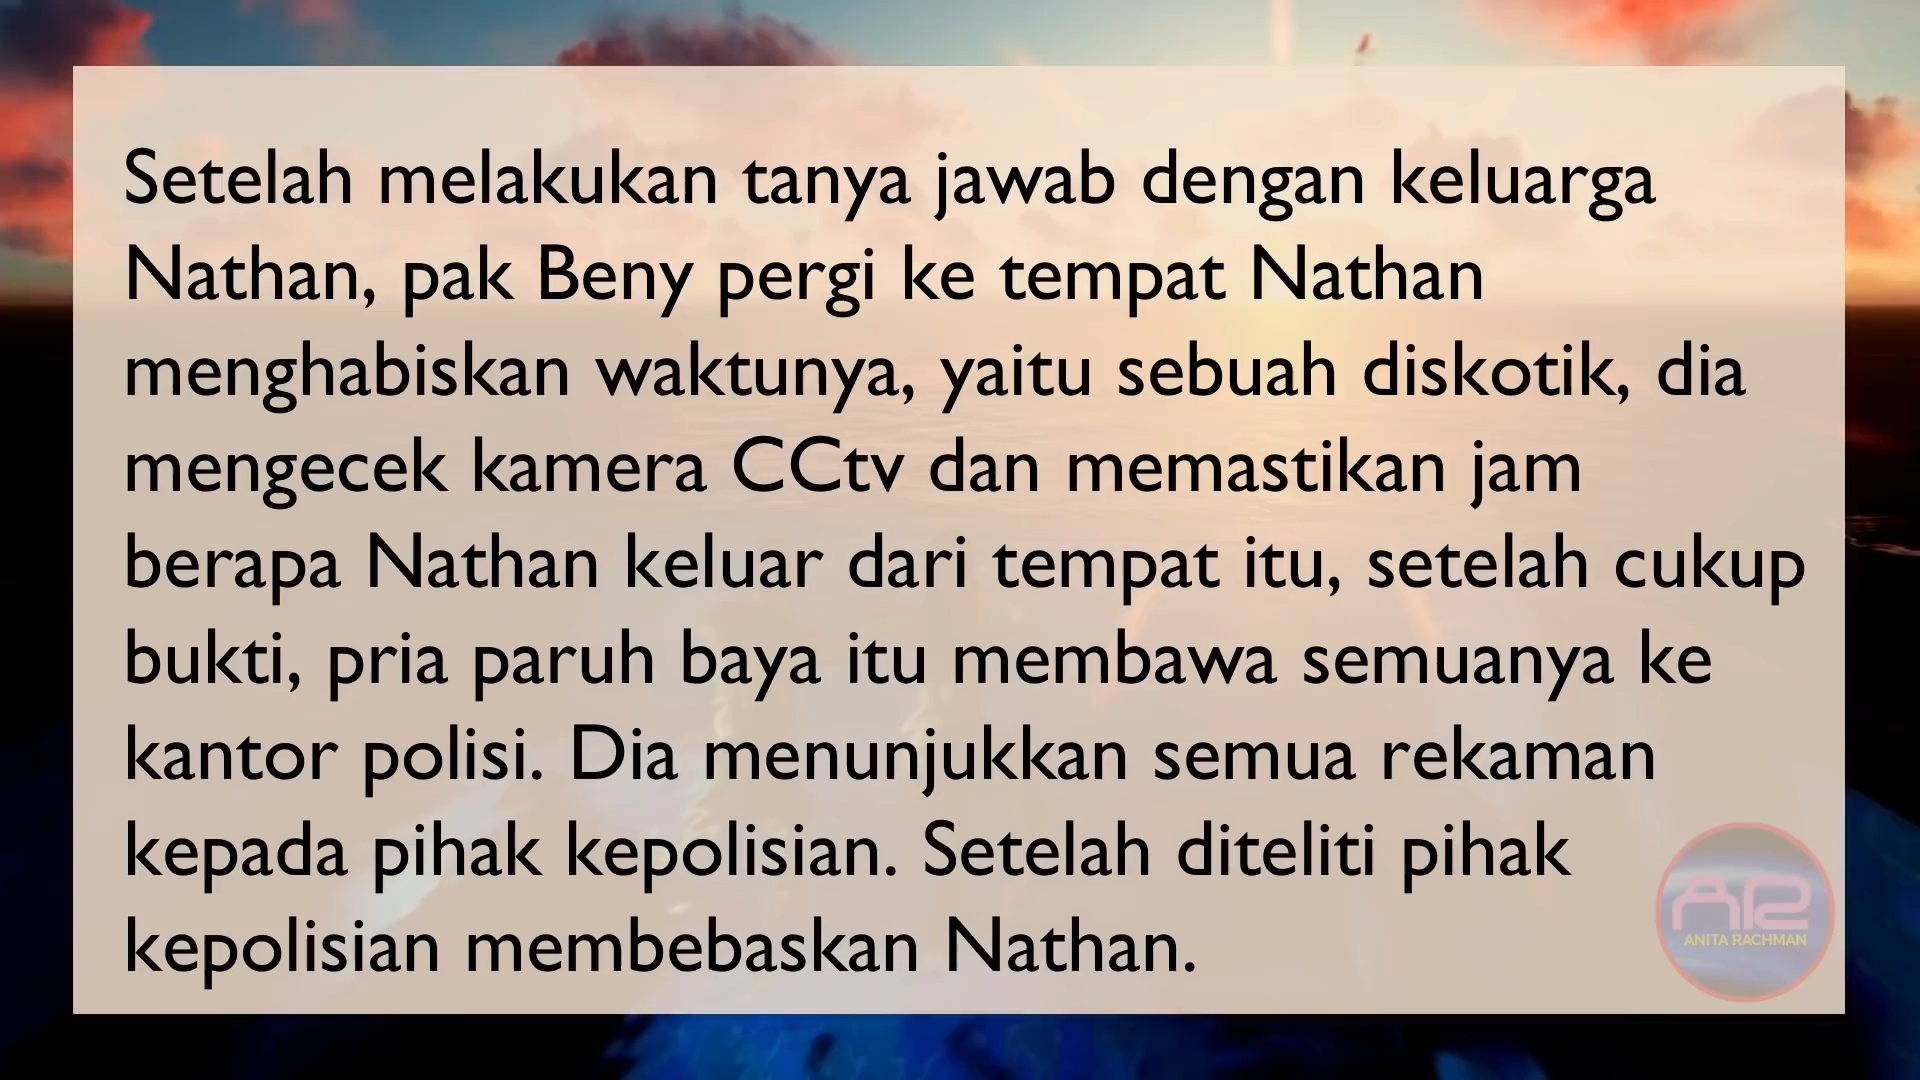 Setelah melakukan tanya jawab dengan keluarga
Nathan, pak Beny pergi ke tempat Nathan
menghabiskan waktunya, yaitu sebuah diskotik, dia
mengecek kamera CCtv dan memastikan jam
berapa Nathan keluar dari tempat itu, setelah cukup
bukti, pria paruh baya itu membawa semuanya ke
kantor polisi. Dia menunjukkan semua rekaman
kepada pihak kepolisian. Setelah diteliti pihak
kepolisian membebaskan Nathan.
AR
ANITA RACHMAN